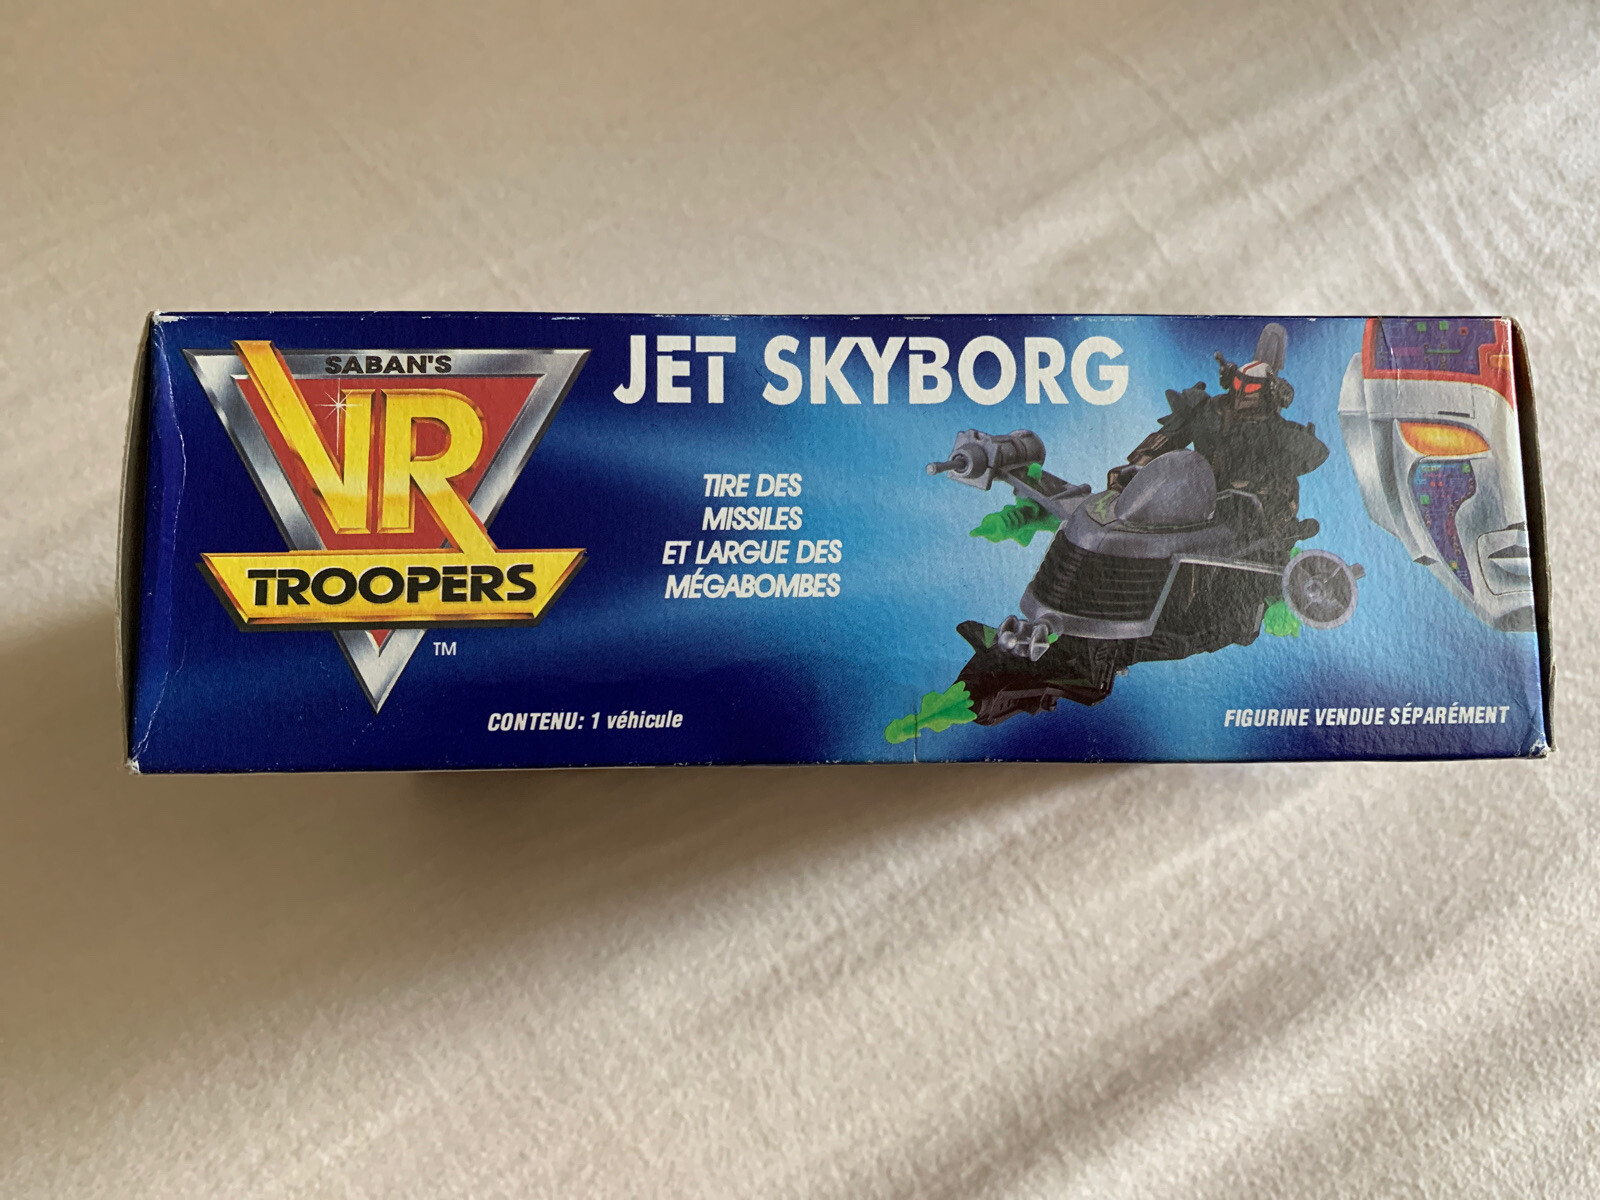 SABAN'S
VR
TROOPERS
TM
JET SKYBORG
TIRE DES
MISSILES
ET LARGUE DES
MÉGABOMBES
CONTENU: 1 véhicule
FIGURINE VENDUE SÉPARÉMENT